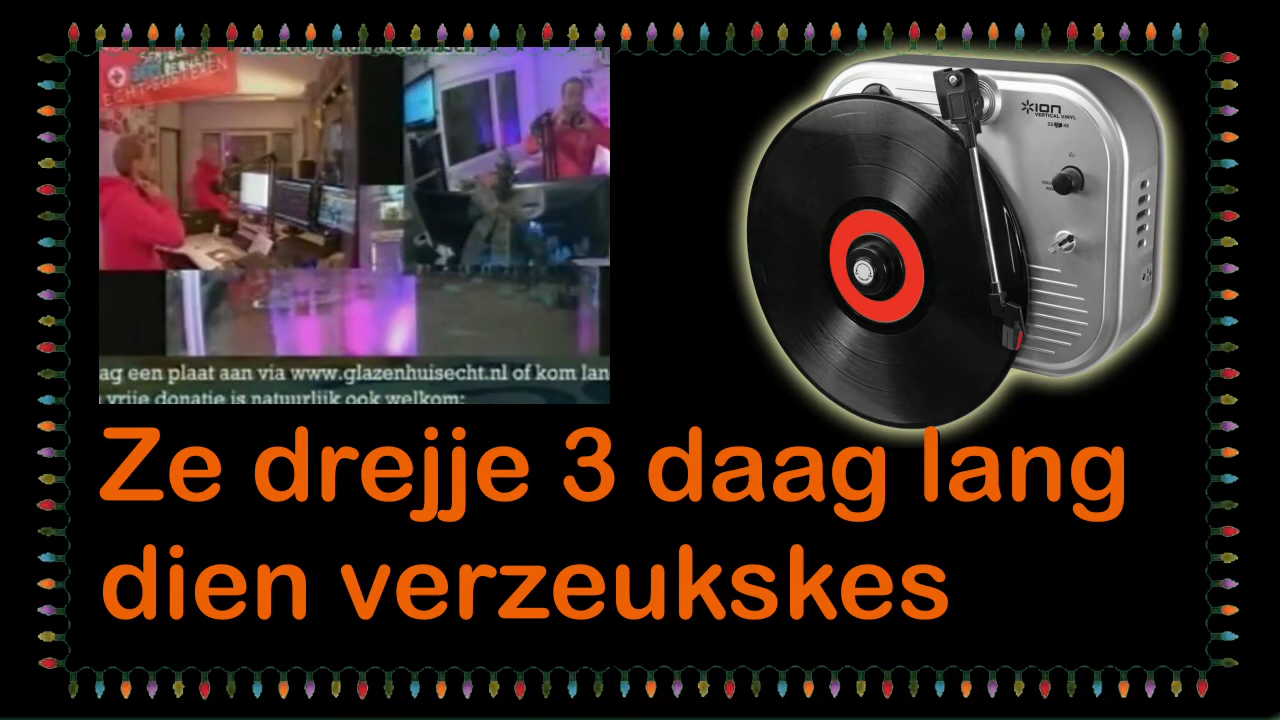 ION
VERTICAL VINYL
ag een plaat aan via www.glazenhuisecht.nl of kom lan
vrije donatie is natuurlijk ook welkom:
Ze drejje 3 daag lang
dien verzeukskes